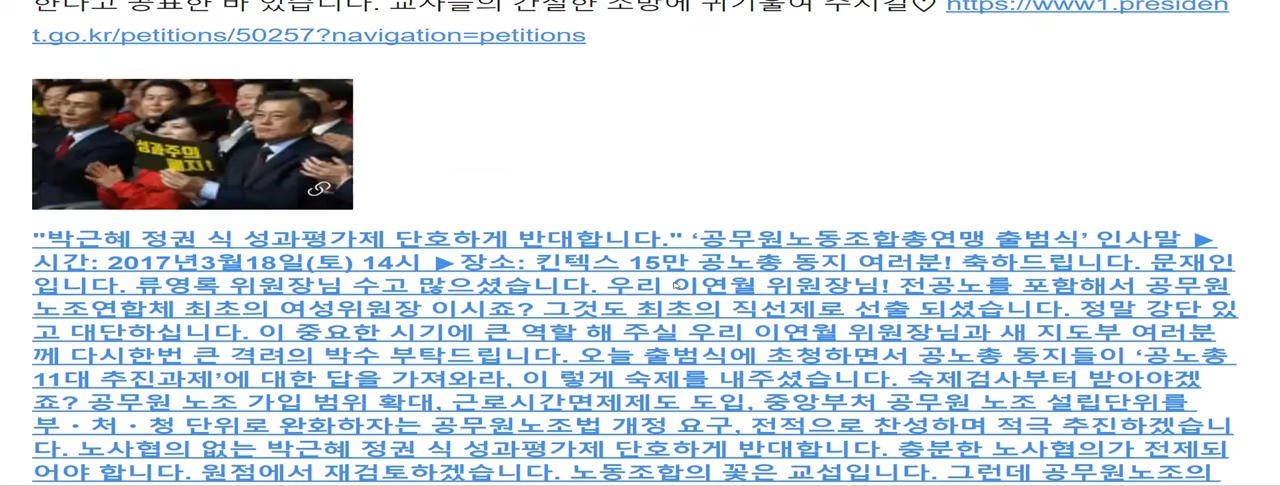 한다고 공표한 바 있습니다. 교사들의 간절한 소망에 귀기울여 주시길♡ https://www1.presiden
t.go.kr/petitions/50257?navigation=petitions
성과주의
폐지!
"박근혜 정권 식 성과평가제 단호하게 반대합니다." ‘공무원노동조합총연맹 출범식’ 인사말 ▶
시간: 2017년3월18일(토) 14시 ▶장소: 킨텍스 15만 공노총 동지 여러분! 축하드립니다. 문재인
입니다. 류영록 위원장님 수고 많으셨습니다. 우리 이연월 위원장님! 전공노를 포함해서 공무원
노조연합체 최초의 여성위원장 이시죠? 그것도 최초의 직선제로 선출 되셨습니다. 정말 강단 있
고 대단하십니다. 이 중요한 시기에 큰 역할 해 주실 우리 이연월 위원장님과 새 지도부 여러분
께 다시한번 큰 격려의 박수 부탁드립니다. 오늘 출범식에 초청하면서 공노총 동지들이 ‘공노총
11대 추진과제’에 대한 답을 가져와라, 이 렇게 숙제를 내주셨습니다. 숙제검사부터 받아야겠
죠? 공무원 노조 가입 범위 확대, 근로시간면제제도 도입, 중앙부처 공무원 노조 설립단위를
부·처·청 단위로 완화하자는 공무원노조법 개정 요구, 전적으로 찬성하며 적극 추진하겠습니
다. 노사협의 없는 박근혜 정권 식 성과평가제 단호하게 반대합니다. 충분한 노사협의가 전제되
어야 합니다. 원점에서 재검토하겠습니다. 노동조합의 꽃은 교섭입니다. 그런데 공무원노조의